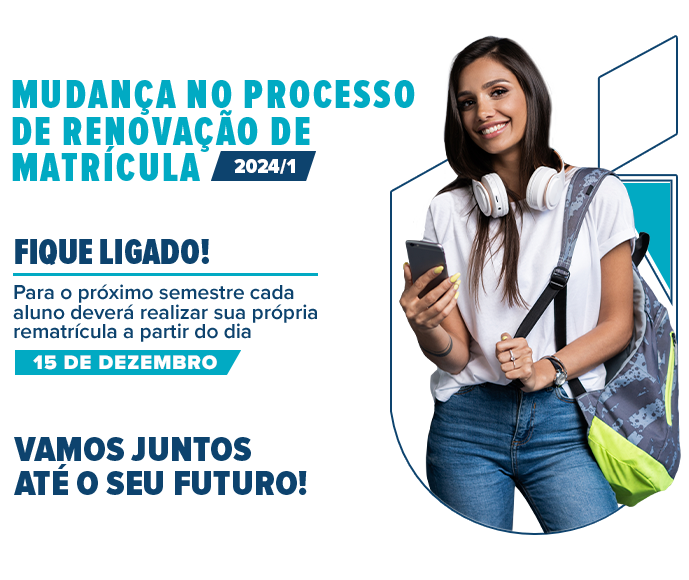 MUDANÇA NO PROCESSO
DE RENOVAÇÃO DE
MATRÍCULA 2024/1
FIQUE LIGADO!
Para o próximo semestre cada
aluno deverá realizar sua própria
rematrícula a partir do dia
15 DE DEZEMBRO
VAMOS JUNTOS
ATÉ O SEU FUTURO!